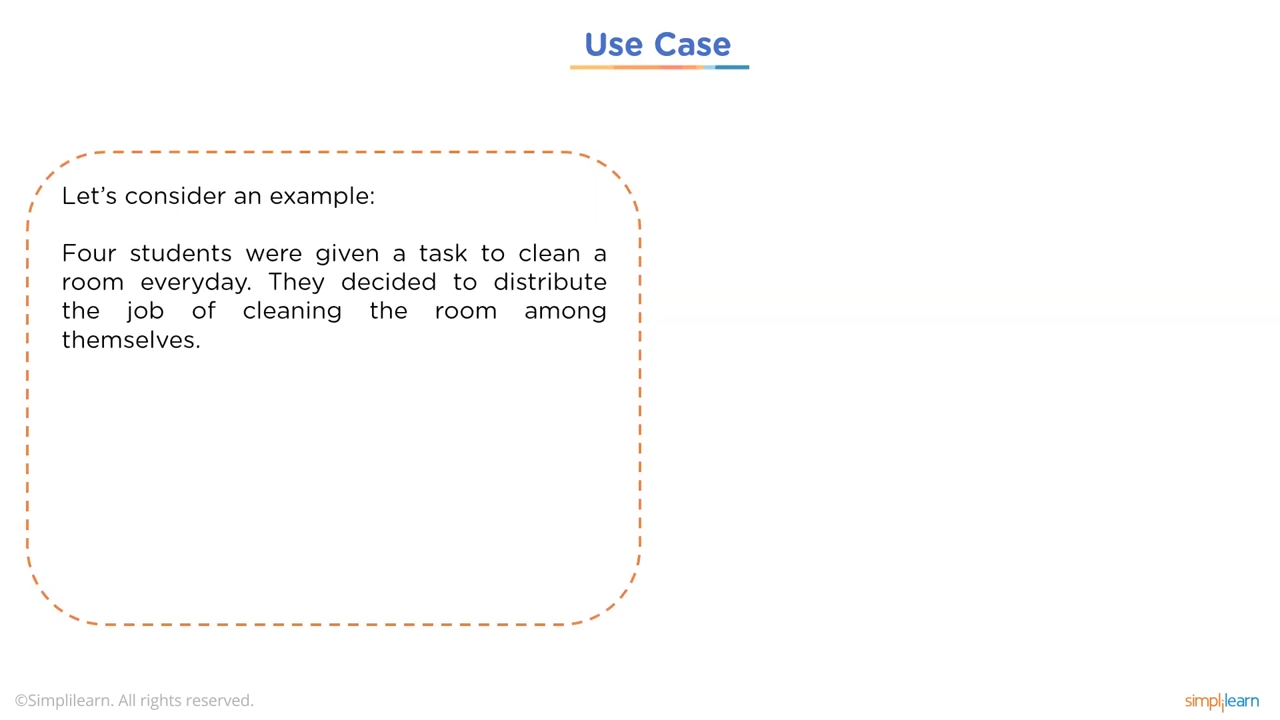 Use Case
Let’s consider an example:
Four students were given a task to clean a
room everyday. They decided to distribute
the job of cleaning the room among
themselves.
©Simplilearn. All rights reserved.
simplilearn